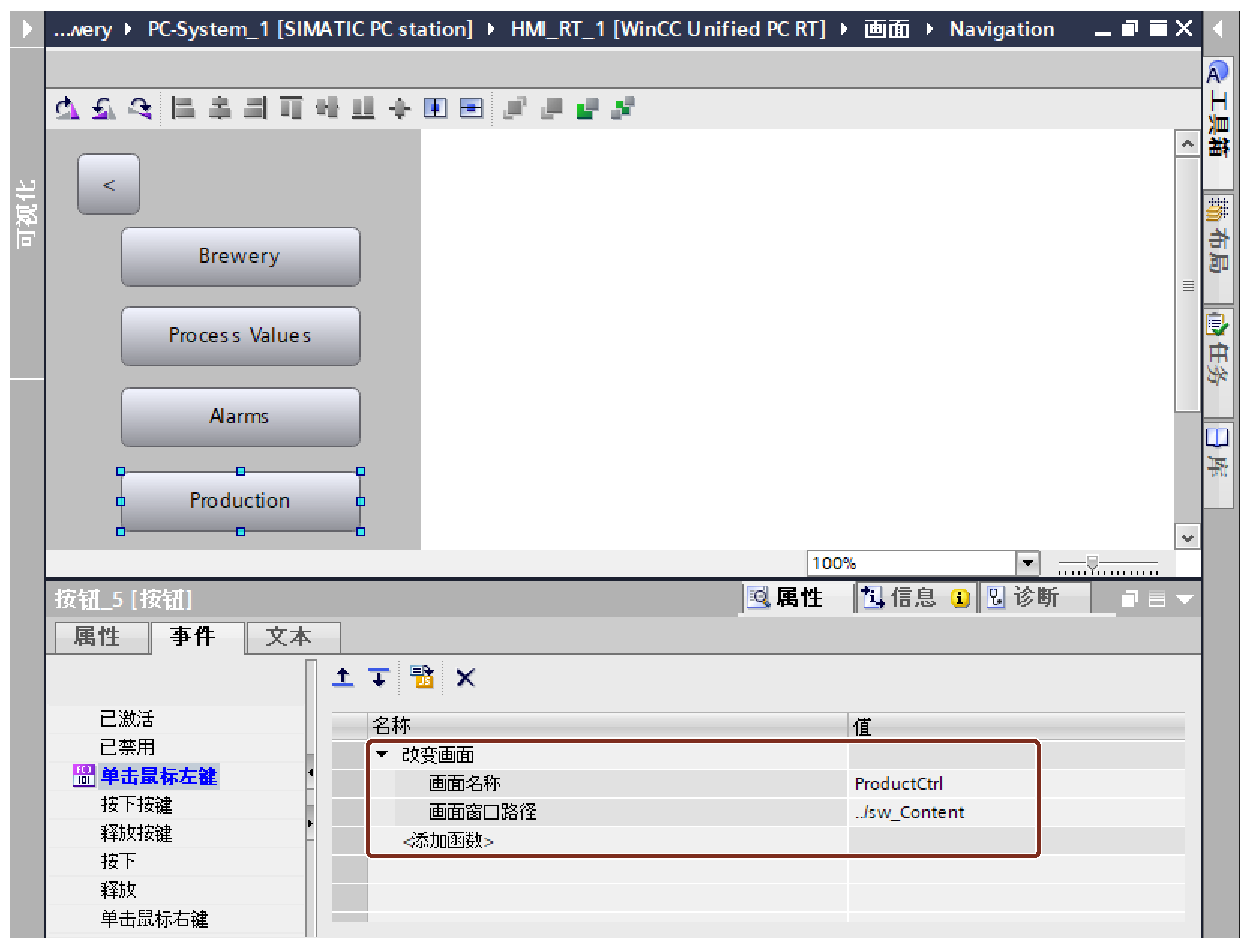 ...wery ▸ PC-System_1 [SIMATIC PC station] ▸ HMI_RT_1 [WinCC Unified PC RT] ▸ 画面 ▸ Navigation
工具箱
布局
任务
库
可视化
<
Brewery
Process Values
Alarms
Production
100%
按钮_5 [按钮]
属性
信息
诊断
属性
事件
文本
JS
已激活
已禁用
单击鼠标左键
按下按键
释放按键
按下
释放
单击鼠标右键
名称 值
改变画面
画面名称 ProductCtrl
画面窗口路径 ../sw_Content
<添加函数>